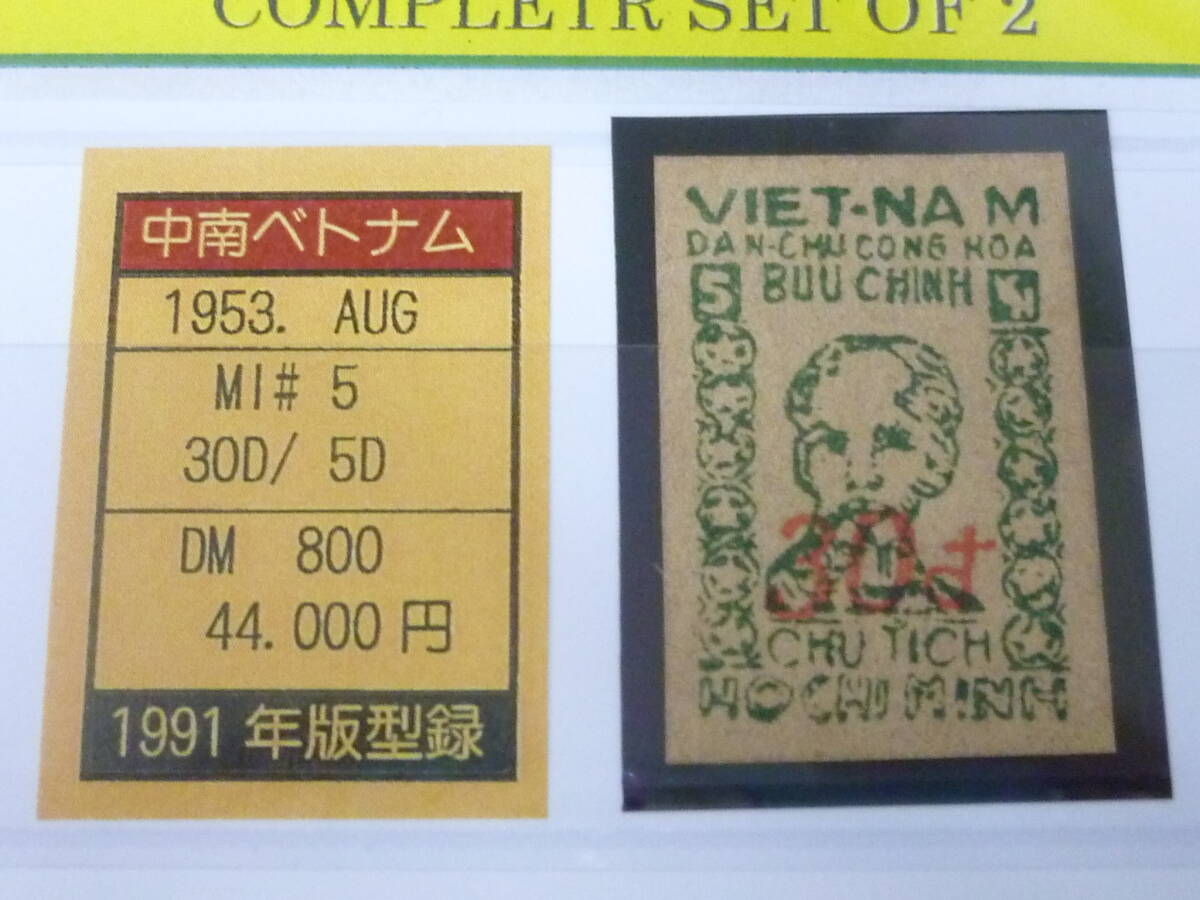 COMPLETR SET OF 2
中南ベトナム
1953. AUG
MI# 5
30D/ 5D
DM 800
44.000 円
1991 年版型録
VIET-NA M
DAN-CHU CONG HOA
5 BUU CHINH
30đ
CHU TICH
HO CHI MINH